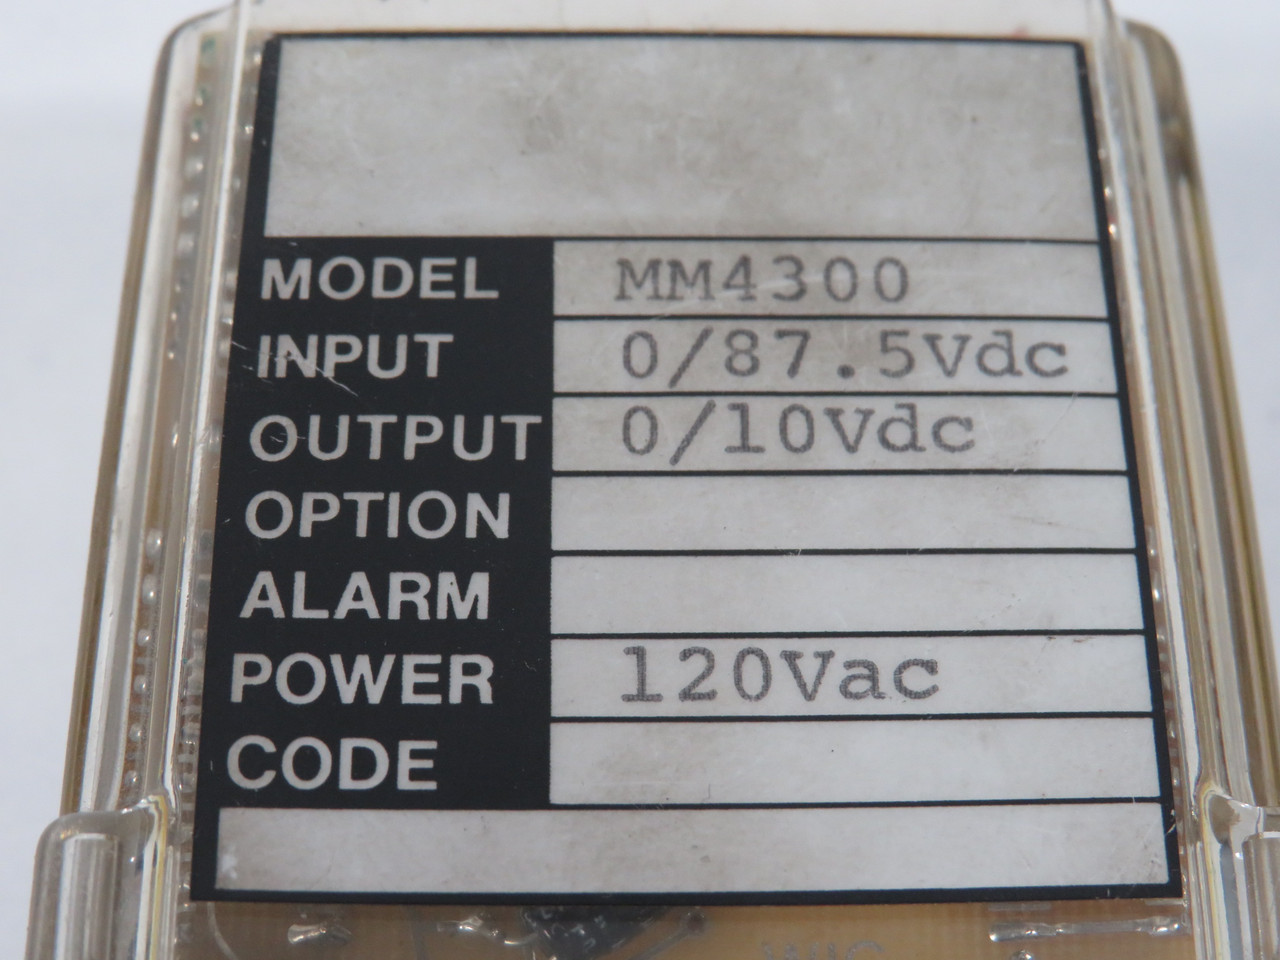 MODEL MM4300
INPUT 0/87.5Vdc
OUTPUT 0/10Vdc
OPTION
ALARM
POWER 120Vac
CODE